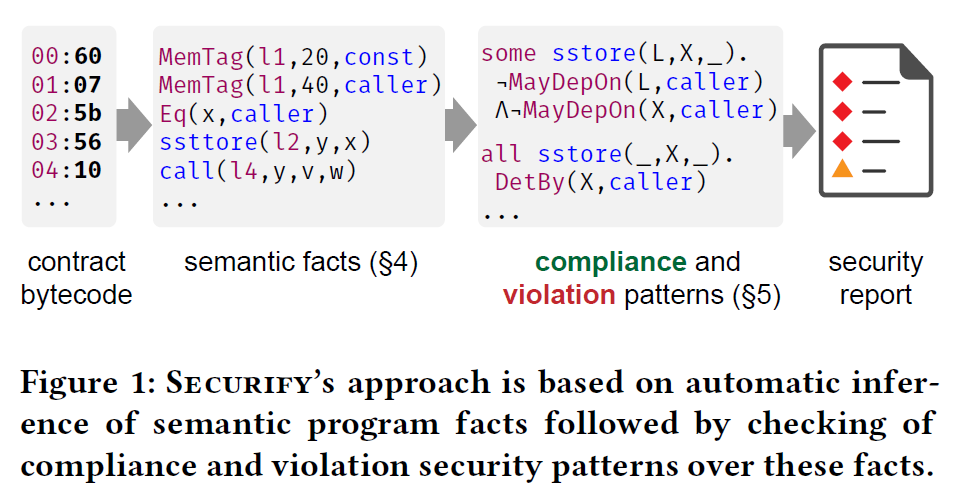 00:60
01:07
02:5b
03:56
04:10
...
MemTag(l1,20,const)
MemTag(l1,40,caller)
Eq(x,caller)
ssttore(l2,y,x)
call(l4,y,v,w)
...
some sstore(L,X,_).
¬MayDepOn(L,caller)
∧¬MayDepOn(X,caller)
all sstore(_,X,_).
DetBy(X,caller)
...
contract
bytecode
semantic facts (§4)
compliance and
violation patterns (§5)
security
report
Figure 1: SECURIFY's approach is based on automatic infer-
ence of semantic program facts followed by checking of
compliance and violation security patterns over these facts.